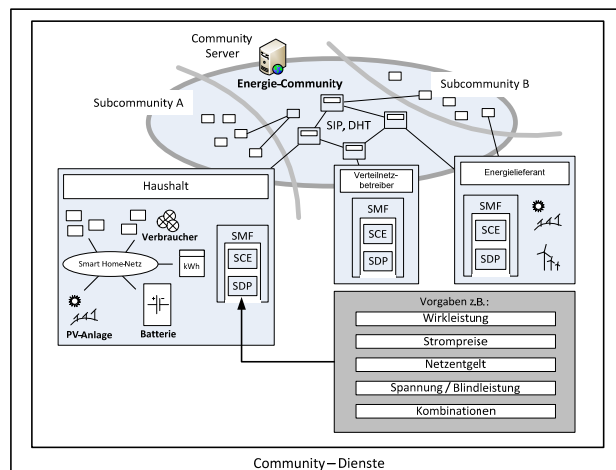 Community
Server
Energie-Community
Subcommunity A
Subcommunity B
SIP, DHT
Haushalt
Verbraucher
Smart Home-Netz
kWh
PV-Anlage
Batterie
SMF
SCE
SDP
Verteilnetz-
betreiber
SMF
SCE
SDP
Energielieferant
SMF
SCE
SDP
Vorgaben z.B.:
Wirkleistung
Strompreise
Netzentgelt
Spannung / Blindleistung
Kombinationen
Community – Dienste